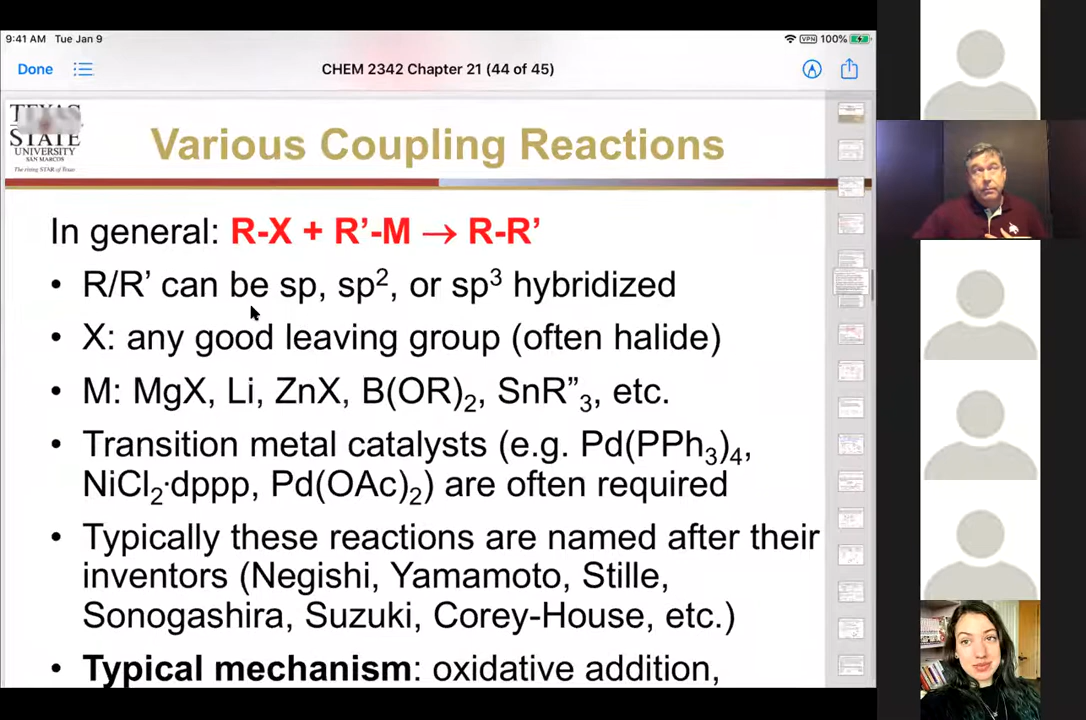 9:41 AM Tue Jan 9
VPN 100%
Done
CHEM 2342 Chapter 21 (44 of 45)
TEXAS
STATE
UNIVERSITY
SAN MARCOS
The rising STAR of Texas
Various Coupling Reactions
In general: R-X + R’-M → R-R’
• R/R’ can be sp, sp², or sp³ hybridized
• X: any good leaving group (often halide)
• M: MgX, Li, ZnX, B(OR)₂, SnR”₃, etc.
• Transition metal catalysts (e.g. Pd(PPh₃)₄,
NiCl₂·dppp, Pd(OAc)₂) are often required
• Typically these reactions are named after their
inventors (Negishi, Yamamoto, Stille,
Sonogashira, Suzuki, Corey-House, etc.)
• Typical mechanism: oxidative addition,